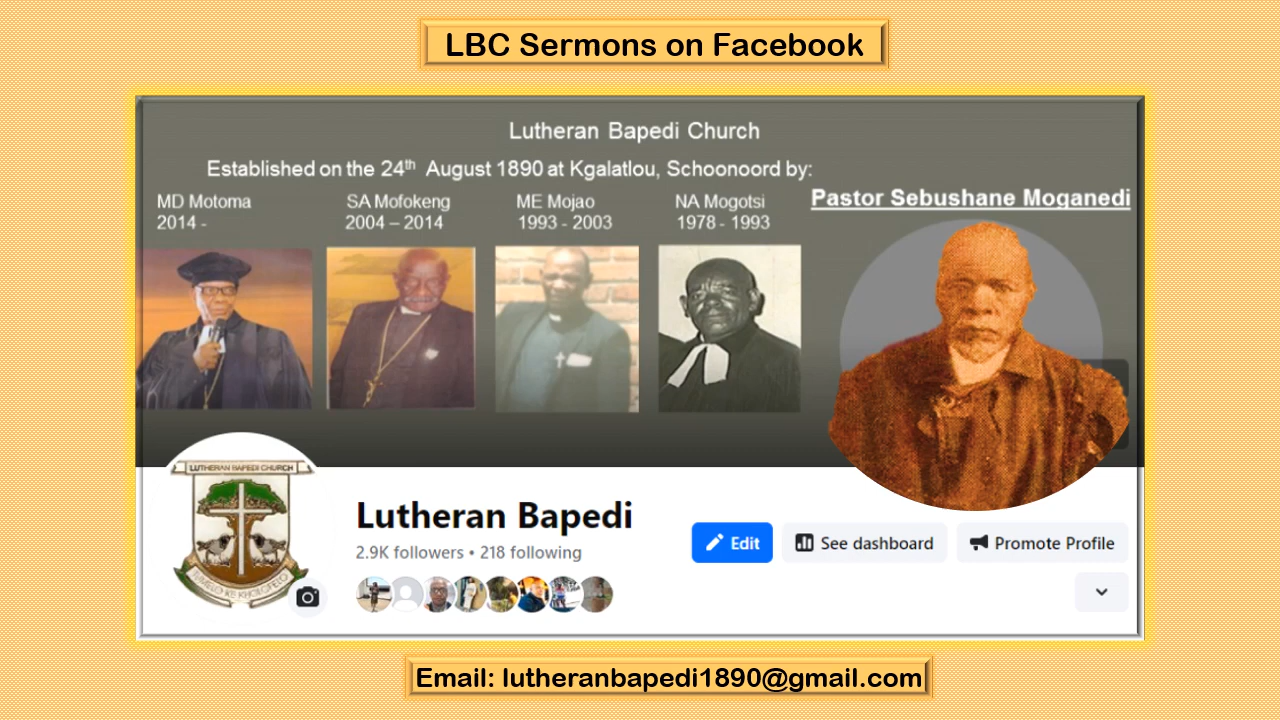 LBC Sermons on Facebook
Lutheran Bapedi Church
Established on the 24th August 1890 at Kgalatlou, Schoonoord by:
Pastor Sebushane Moganedi
MD Motoma
2014 -
SA Mofokeng
2004 – 2014
ME Mojao
1993 - 2003
NA Mogotsi
1978 - 1993
LUTHERAN BAPEDI CHURCH
Lutheran Bapedi
2.9K followers • 218 following
Edit
See dashboard
Promote Profile
Email: lutheranbapedi1890@gmail.com